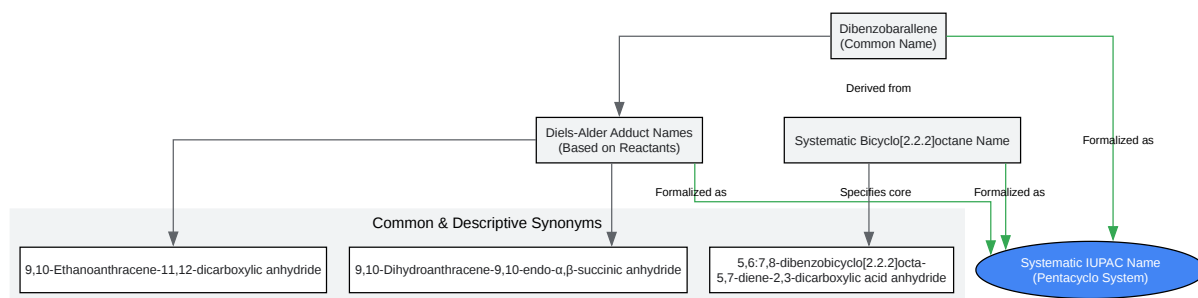 Dibenzobarallene
(Common Name)
Derived from
Diels-Alder Adduct Names
(Based on Reactants)
Systematic Bicyclo[2.2.2]octane Name
Formalized as
Formalized as
Specifies core
Formalized as
Common & Descriptive Synonyms
9,10-Ethanoanthracene-11,12-dicarboxylic anhydride
9,10-Dihydroanthracene-9,10-endo-α,β-succinic anhydride
5,6:7,8-dibenzobicyclo[2.2.2]octa-
5,7-diene-2,3-dicarboxylic acid anhydride
Systematic IUPAC Name
(Pentacyclo System)